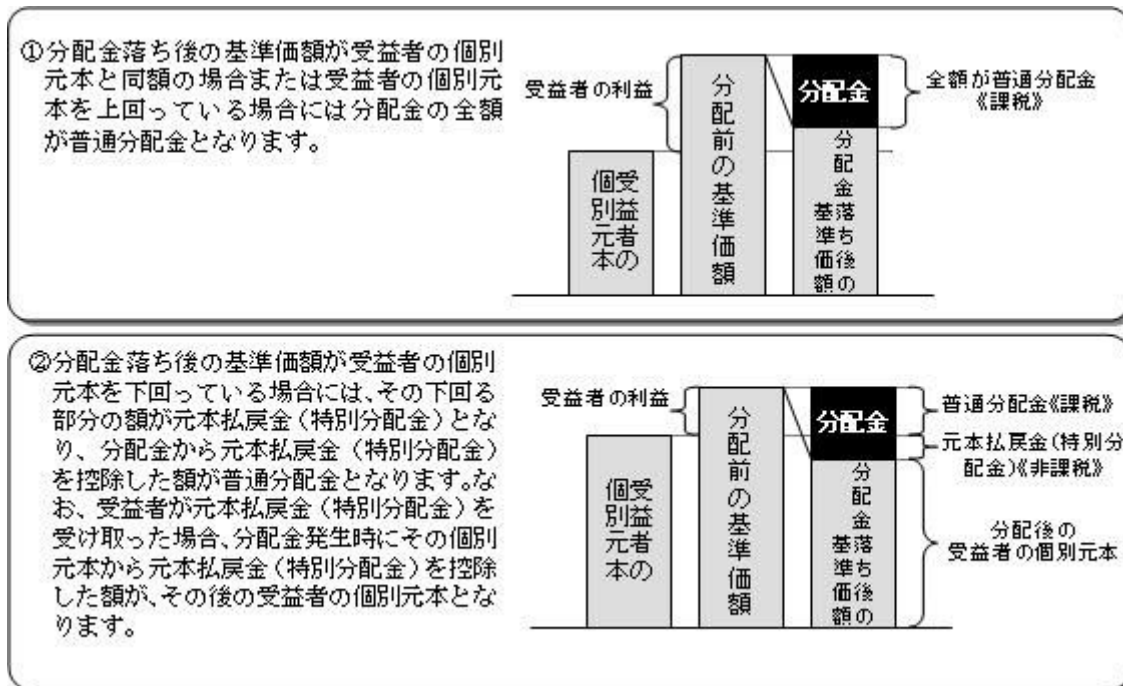 ①分配金落ち後の基準価額が受益者の個別
元本と同額の場合または受益者の個別元
本を上回っている場合には分配金の全額
が普通分配金となります。
受益者の利益
受益者の
個別元本
分配前の基準価額
分配金
分配金落ち後の
基準価額
全額が普通分配金
《課税》
②分配金落ち後の基準価額が受益者の個別
元本を下回っている場合には、その下回る
部分の額が元本払戻金（特別分配金）とな
り、分配金から元本払戻金（特別分配金）
を控除した額が普通分配金となります。な
お、受益者が元本払戻金（特別分配金）を
受け取った場合、分配金発生時にその個別
元本から元本払戻金（特別分配金）を控除
した額が、その後の受益者の個別元本とな
ります。
受益者の利益
受益者の
個別元本
分配前の基準価額
分配金
分配金落ち後の
基準価額
普通分配金《課税》
元本払戻金（特別分
配金）《非課税》
分配後の
受益者の個別元本